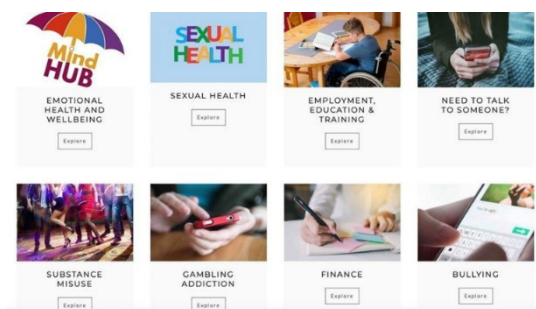 Mind
HUB
EMOTIONAL
HEALTH AND
WELLBEING
Explore
SEXUAL
HEALTH
SEXUAL HEALTH
Explore
EMPLOYMENT,
EDUCATION &
TRAINING
Explore
NEED TO TALK
TO SOMEONE?
Explore
SUBSTANCE
MISUSE
Explore
GAMBLING
ADDICTION
Explore
FINANCE
Explore
BULLYING
Explore